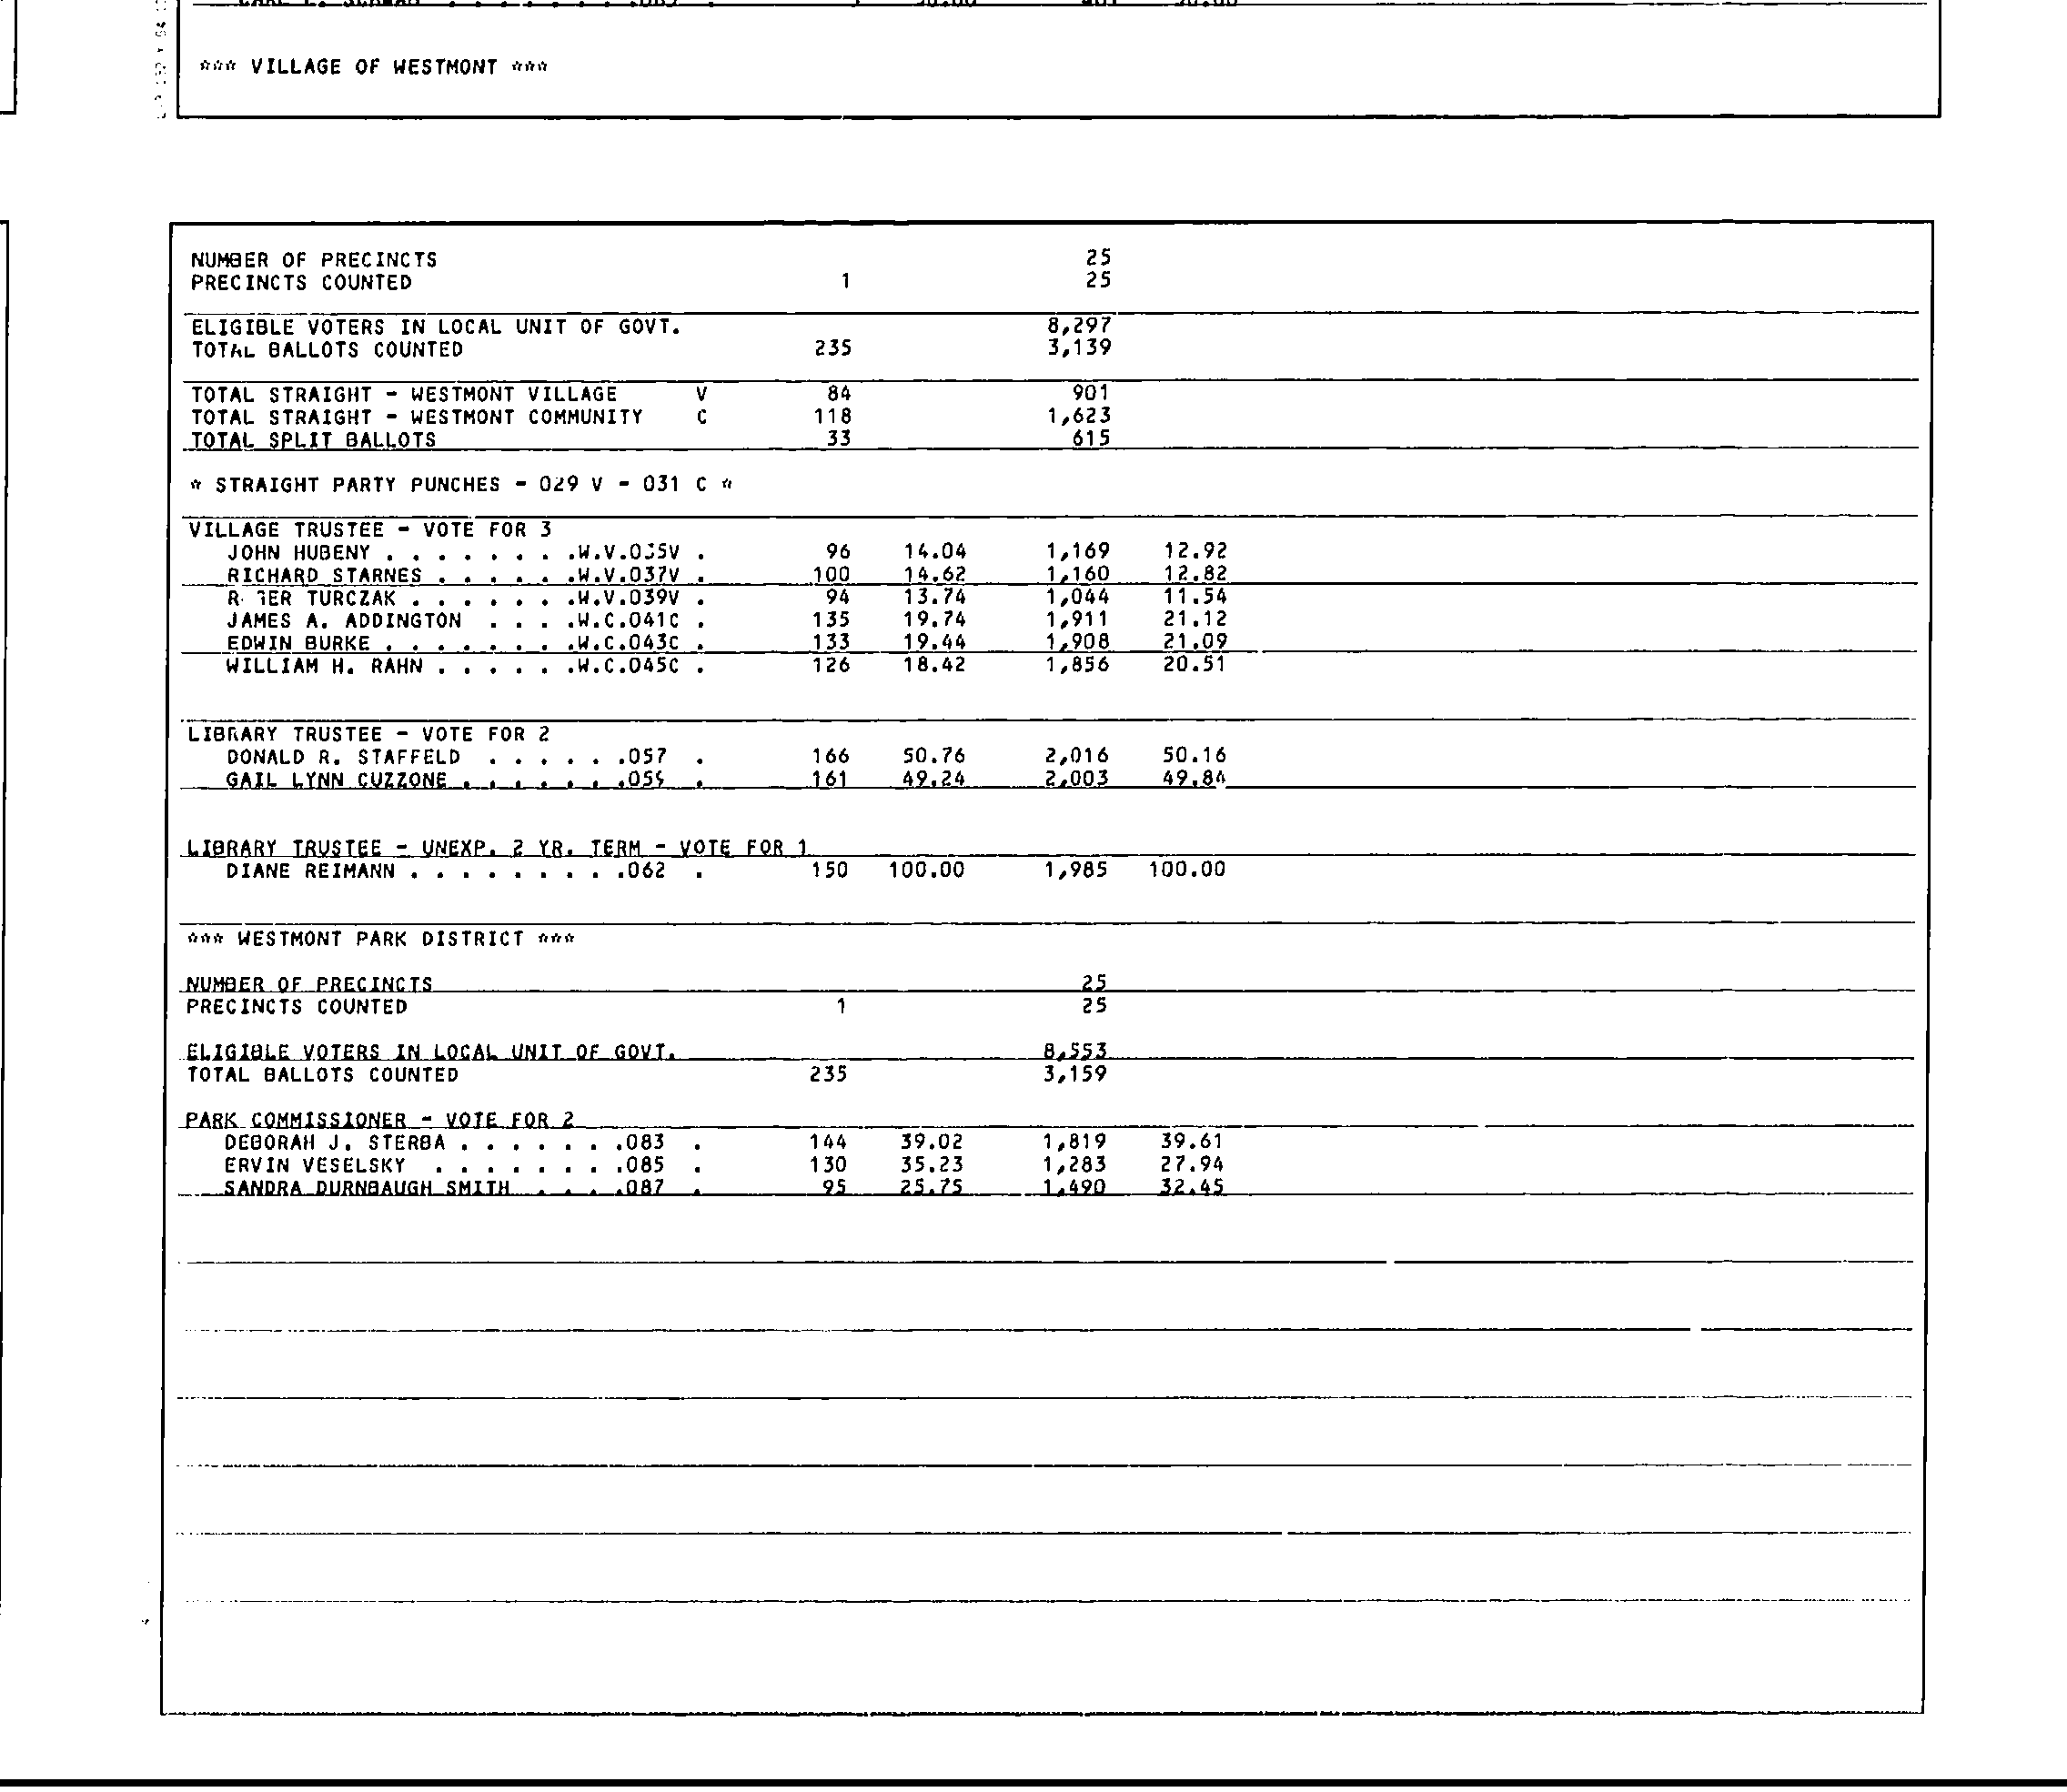 *** VILLAGE OF WESTMONT ***
NUMBER OF PRECINCTS 25
PRECINCTS COUNTED 1 25
ELIGIBLE VOTERS IN LOCAL UNIT OF GOVT. 8,297
TOTAL BALLOTS COUNTED 235 3,139
TOTAL STRAIGHT - WESTMONT VILLAGE V 84 901
TOTAL STRAIGHT - WESTMONT COMMUNITY C 118 1,623
TOTAL SPLIT BALLOTS 33 615
* STRAIGHT PARTY PUNCHES - 029 V - 031 C *
VILLAGE TRUSTEE - VOTE FOR 3
JOHN HUBENY . . . . . . . .W.V.035V . 96 14.04 1,169 12.92
RICHARD STARNES . . . . . .W.V.037V . 100 14.62 1,160 12.82
TURCZAK . . . . . . .W.V.039V . 94 13.74 1,044 11.54
JAMES A. ADDINGTON . . . .W.C.041C . 135 19.74 1,911 21.12
EDWIN BURKE . . . . . . . .W.C.043C . 133 19.44 1,908 21.09
WILLIAM H. RAHN . . . . . .W.C.045C . 126 18.42 1,856 20.51
LIBRARY TRUSTEE - VOTE FOR 2
DONALD R. STAFFELD . . . . . .057 . 166 50.76 2,016 50.16
GAIL LYNN CUZZONE . . . . . . .059 . 161 49.24 2,003 49.84
LIBRARY TRUSTEE - UNEXP. 2 YR. TERM - VOTE FOR 1
DIANE REIMANN . . . . . . . . .062 . 150 100.00 1,985 100.00
*** WESTMONT PARK DISTRICT ***
NUMBER OF PRECINCTS 25
PRECINCTS COUNTED 1 25
ELIGIBLE VOTERS IN LOCAL UNIT OF GOVT. 8,553
TOTAL BALLOTS COUNTED 235 3,159
PARK COMMISSIONER - VOTE FOR 2
DEBORAH J. STERBA . . . . . . .083 . 144 39.02 1,819 39.61
ERVIN VESELSKY . . . . . . . .085 . 130 35.23 1,283 27.94
SANDRA DURNBAUGH SMITH . . . .087 . 95 25.75 1,490 32.45